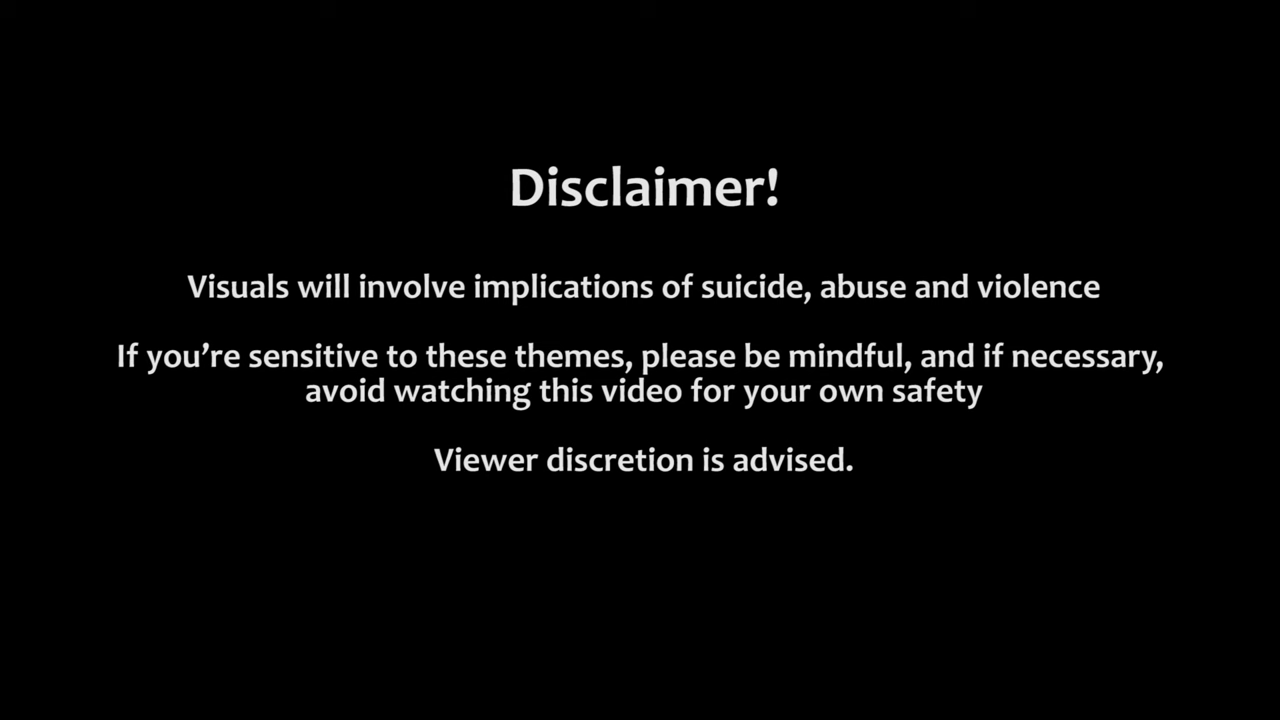 Disclaimer!
Visuals will involve implications of suicide, abuse and violence
If you’re sensitive to these themes, please be mindful, and if necessary,
avoid watching this video for your own safety
Viewer discretion is advised.